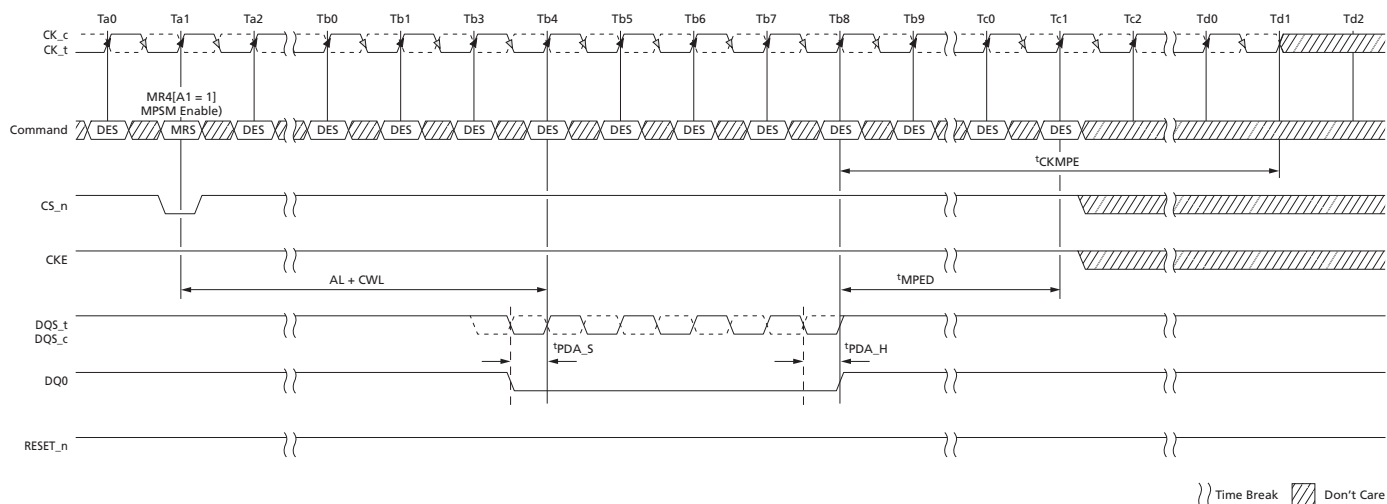 Ta0 Ta1 Ta2 Tb0 Tb1 Tb3 Tb4 Tb5 Tb6 Tb7 Tb8 Tb9 Tc0 Tc1 Tc2 Td0 Td1 Td2
CK_c
CK_t
MR4[A1 = 1]
MPSM Enable)
Command DES MRS DES DES DES DES DES DES DES DES DES DES DES DES
tCKMPE
CS_n
CKE
AL + CWL tMPED
DQS_t
DQS_c
tPDA_S tPDA_H
DQ0
RESET_n
Time Break Don't Care